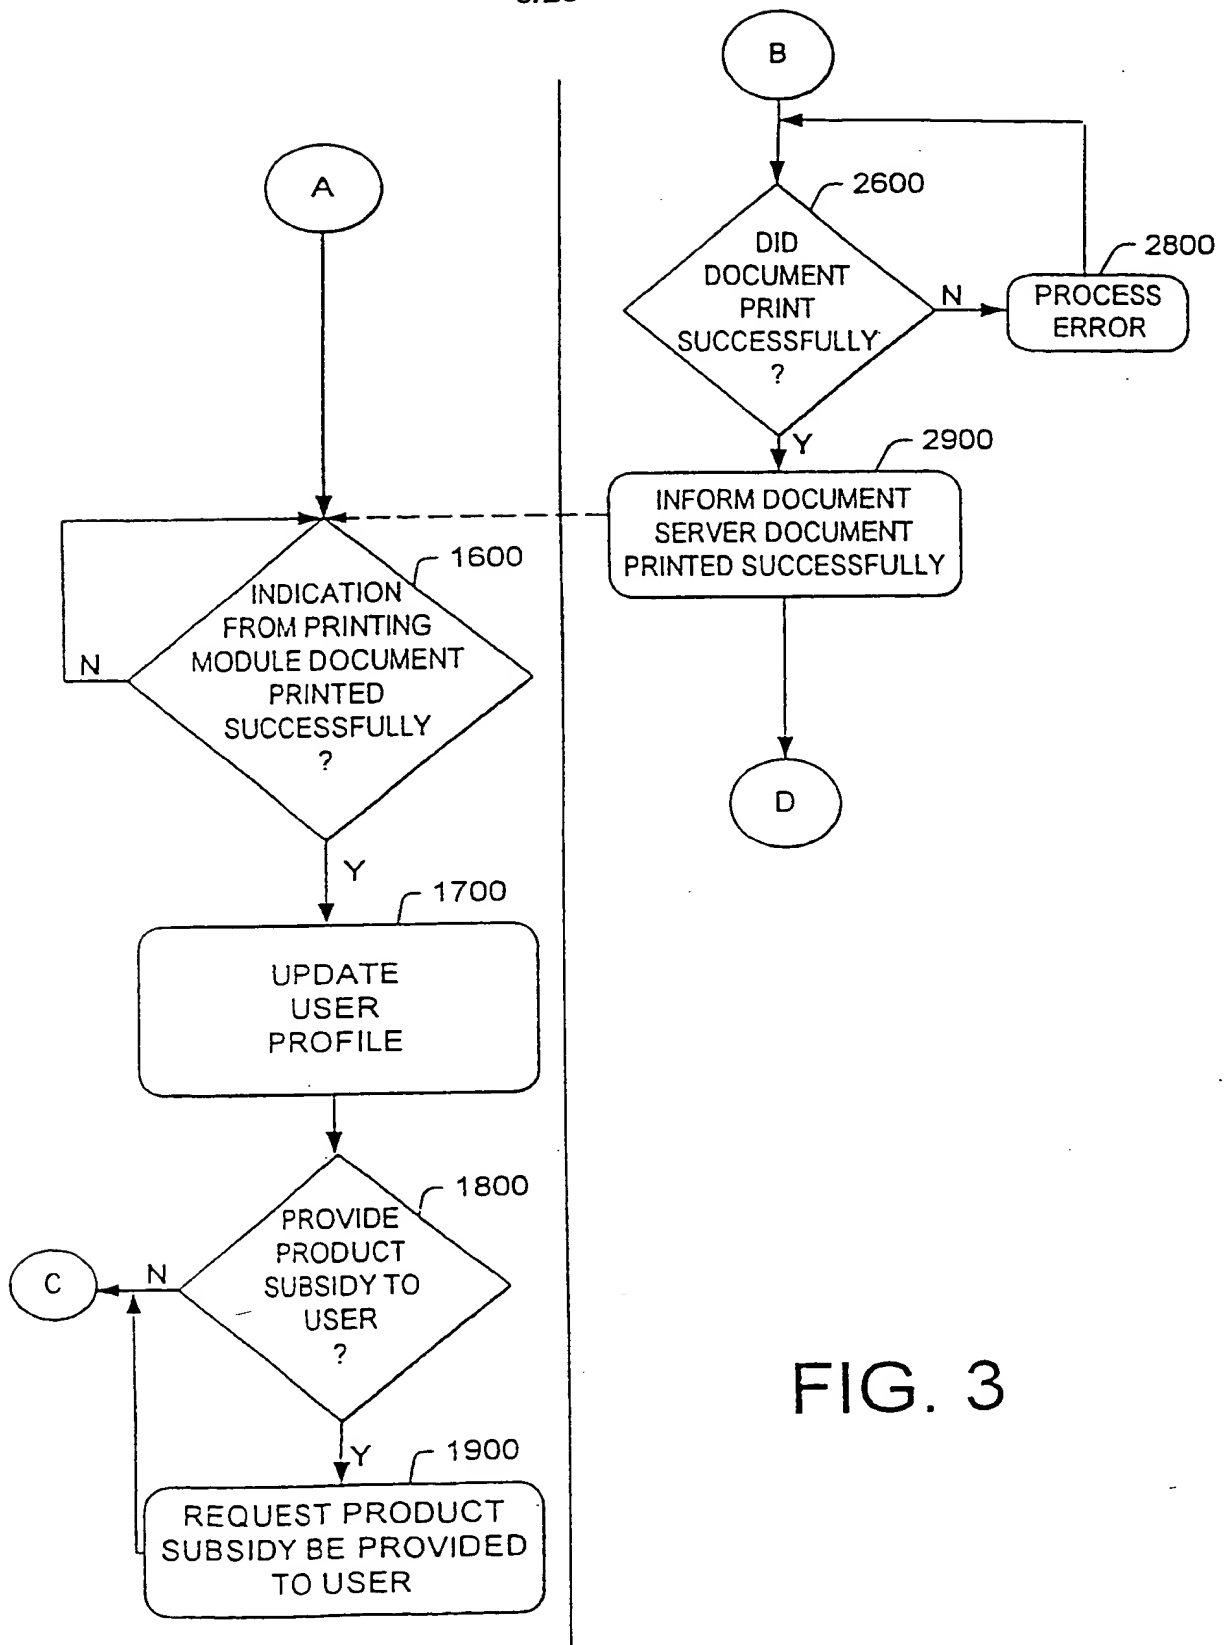 B
A
2600
DID
DOCUMENT
PRINT
SUCCESSFULLY
?
N
2800
PROCESS
ERROR
Y
2900
INFORM DOCUMENT
SERVER DOCUMENT
PRINTED SUCCESSFULLY
D
1600
INDICATION
FROM PRINTING
MODULE DOCUMENT
PRINTED
SUCCESSFULLY
?
N
Y
1700
UPDATE
USER
PROFILE
1800
PROVIDE
PRODUCT
SUBSIDY TO
USER
?
N
C
Y
1900
REQUEST PRODUCT
SUBSIDY BE PROVIDED
TO USER
FIG. 3